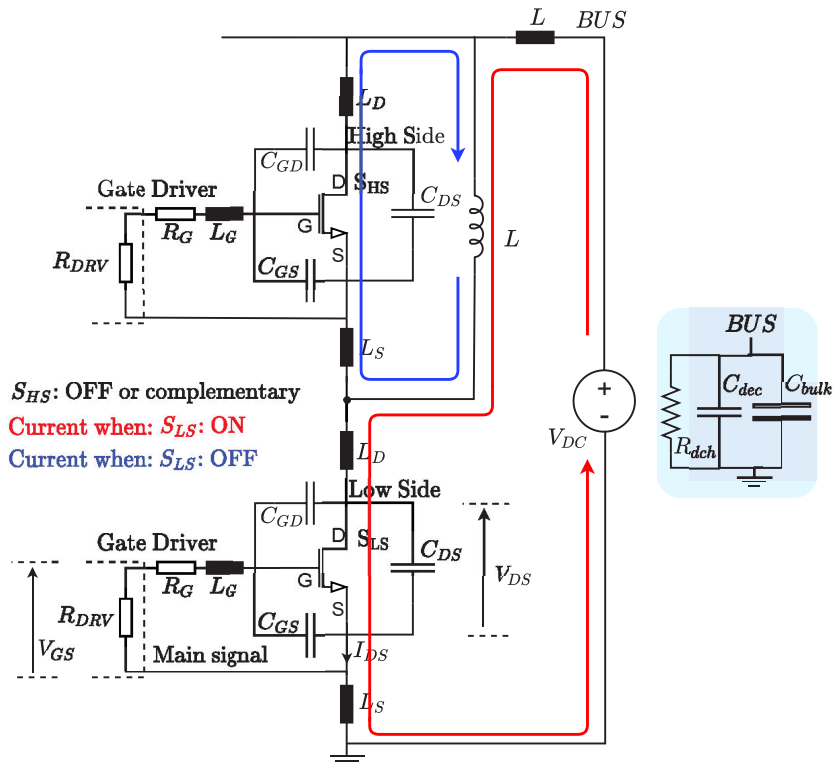 L
BUS
L_D
High Side
C_GD
D
S_HS
C_DS
Gate Driver
R_G
L_G
G
S
L
R_DRV
C_GS
L_S
BUS
C_dec
C_bulk
R_dch
+
-
V_DC
S_HS: OFF or complementary
Current when: S_LS: ON
Current when: S_LS: OFF
L_D
Low Side
C_GD
D
S_LS
C_DS
V_DS
Gate Driver
R_G
L_G
G
S
R_DRV
C_GS
V_GS
Main signal
I_DS
L_S